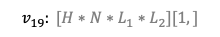 v₁₉: [H * N * L₁ * L₂][1,]